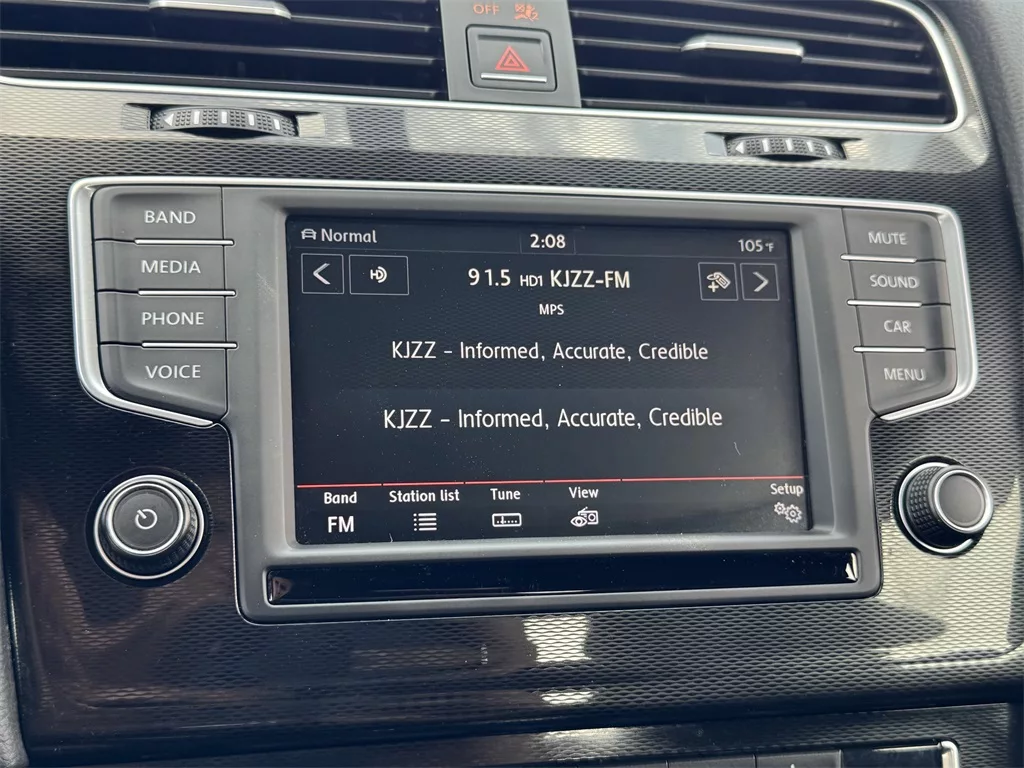 OFF
BAND
MEDIA
PHONE
VOICE
Normal
2:08
105°F
HD
91.5 HD1 KJZZ-FM
MPS
KJZZ - Informed, Accurate, Credible
KJZZ - Informed, Accurate, Credible
Band
Station list
Tune
View
Setup
FM
MUTE
SOUND
CAR
MENU